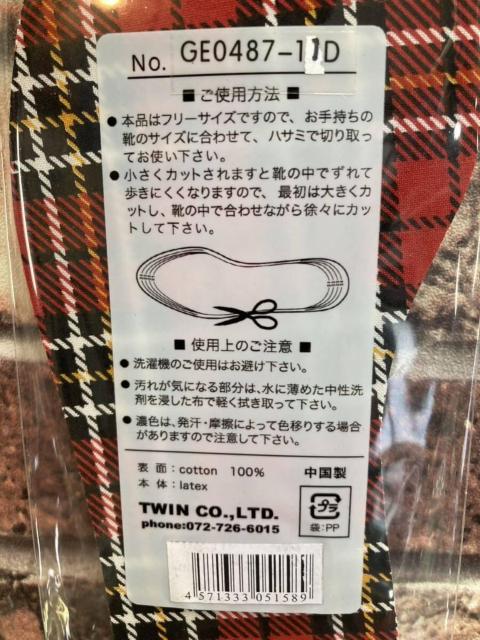 No. GE0487-11D
■ご使用方法■
●本品はフリーサイズですので、お手持ちの
靴のサイズに合わせて、ハサミで切り取っ
てお使い下さい。
●小さくカットされますと靴の中でずれて
歩きにくくなりますので、最初は大きくカ
ットし、靴の中で合わせながら徐々にカッ
トして下さい。
■使用上のご注意■
●洗濯機のご使用はお避け下さい。
●汚れが気になる部分は、水に薄めた中性洗
剤を浸した布で軽く拭き取って下さい。
●濃色は、発汗・摩擦によって色移りする場合
がありますので注意して下さい。
表面：cotton 100% 中国製
本体：latex
TWIN CO.,LTD.
phone:072-726-6015
プラ
袋:PP
4 571333 051589